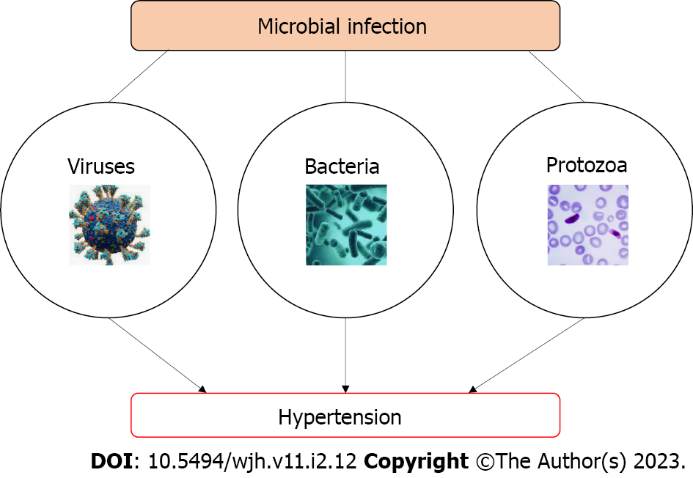 Microbial infection
Viruses
Bacteria
Protozoa
Hypertension
DOI: 10.5494/wjh.v11.i2.12 Copyright ©The Author(s) 2023.